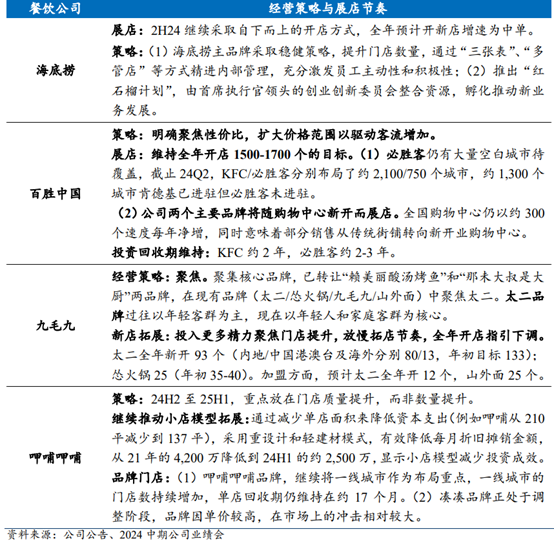 餐饮公司 经营策略与展店节奏
展店：2H24 继续采取自下而上的开店方式，全年预计开新店增速为中单。
策略：（1）海底捞主品牌采取稳健策略，提升门店数量，通过“三张表”、“多
海底捞
管店”等方式精进内部管理，充分激发员工主动性和积极性；（2）推出“红
石榴计划”，由首席执行官领头的创业创新委员会整合资源，孵化推动新业
务发展。
策略：明确聚焦性价比，扩大价格范围以驱动客流增加。
展店：维持全年开店 1500-1700 个的目标。（1）必胜客仍有大量空白城市待
覆盖，截止 24Q2，KFC/必胜客分别布局了约 2,100/750 个城市，约 1,300 个
百胜中国
城市肯德基已进驻但必胜客未进驻。
（2）公司两个主要品牌将随购物中心新开而展店。全国购物中心仍以约 300
个速度每年净增，同时意味着部分销售从传统街铺转向新开业购物中心。
投资回收期维持：KFC 约 2 年，必胜客约 2-3 年。
经营策略：聚焦。聚集核心品牌，已转让“赖美丽酸汤烤鱼”和“那未大叔是大
厨”两品牌，在现有品牌（太二/怂火锅/九毛九/山外面）中聚焦太二。太二品
牌过往以年轻客群为主，现在以年轻人和家庭客群为核心。
九毛九
新店拓展：投入更多精力聚焦门店提升，放慢拓店节奏，全年开店指引下调。
太二全年新开 93 个（内地/中国港澳台及海外分别 80/13，年初目标 133）；
怂火锅 25（年初 35-40）。加盟方面，预计太二全年开 12 个，山外面 25 个。
策略：24H2 至 25H1，重点放在门店质量提升，而非数量提升。
继续推动小店模型拓展：通过减少单店面积来降低资本支出(例如呷哺从 210
平减少到 137 平)，采用重设计和轻建材模式，有效降低每月折旧摊销金额，
呷哺呷哺
从 21 年的 4,200 万降低到 24H1 的约 2,500 万，显示小店模型减少投资成效。
品牌门店：（1）呷哺呷哺品牌，继续将一线城市作为布局重点，一线城市的
门店数持续增加，单店回收期仍维持在约 17 个月。（2）凑凑品牌正处于调
整阶段，品牌因单价较高，在市场上的冲击相对较大。
资料来源：公司公告、2024 中期公司业绩会